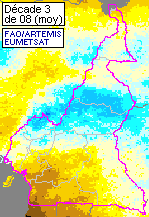 Décade 3
de 08 (moy)
FAO/ARTEMIS
EUMETSAT